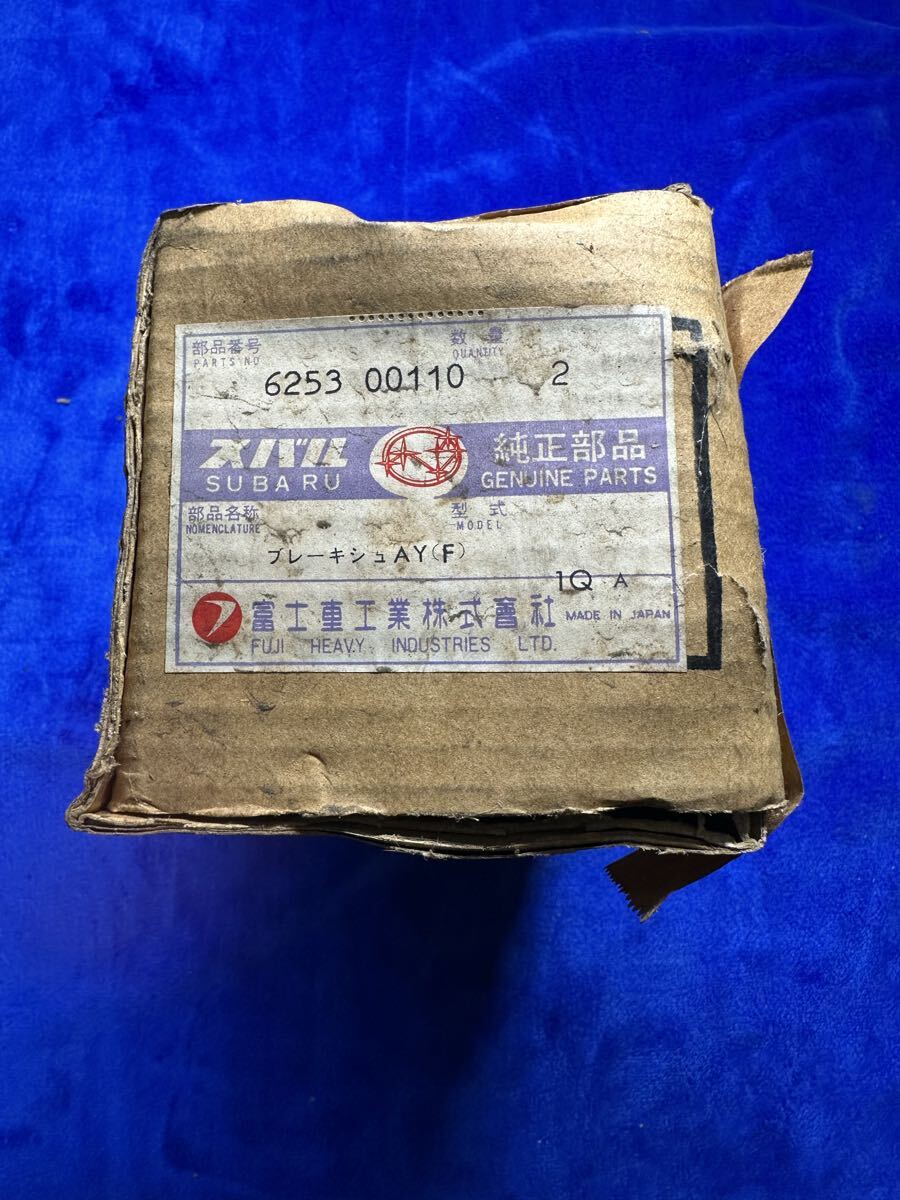 部品番号 数量
PARTS NO QUANTITY
6253 00110 2
スバル 純正部品
SUBARU GENUINE PARTS
部品名称 型式
NOMENCLATURE MODEL
ブレーキシュAY(F)
1Q A
富士重工業株式會社 MADE IN JAPAN
FUJI HEAVY INDUSTRIES LTD.